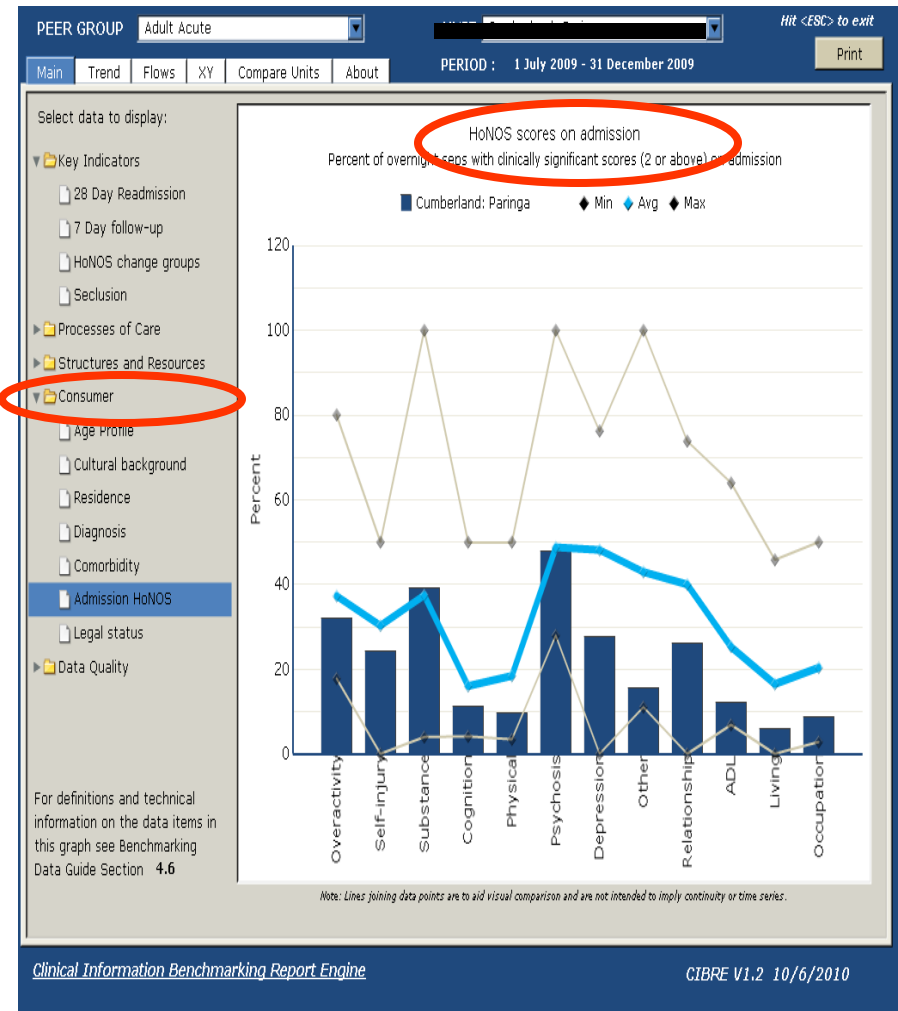 PEER GROUP Adult Acute
Hit <ESC> to exit
Print
Main Trend Flows XY Compare Units About
PERIOD : 1 July 2009 - 31 December 2009
Select data to display:
Key Indicators
28 Day Readmission
7 Day follow-up
HoNOS change groups
Seclusion
Processes of Care
Structures and Resources
Consumer
Age Profile
Cultural background
Residence
Diagnosis
Comorbidity
Admission HoNOS
Legal status
Data Quality
For definitions and technical
information on the data items in
this graph see Benchmarking
Data Guide Section 4.6
HoNOS scores on admission
Percent of overnight seps with clinically significant scores (2 or above) on admission
Cumberland: Paringa Min Avg Max
Percent
120
100
80
60
40
20
0
Overactivity
Self-injury
Substance
Cognition
Physical
Psychosis
Depression
Other
Relationship
ADL
Living
Occupation
Note: Lines joining data points are to aid visual comparison and are not intended to imply continuity or time series.
Clinical Information Benchmarking Report Engine
CIBRE V1.2 10/6/2010